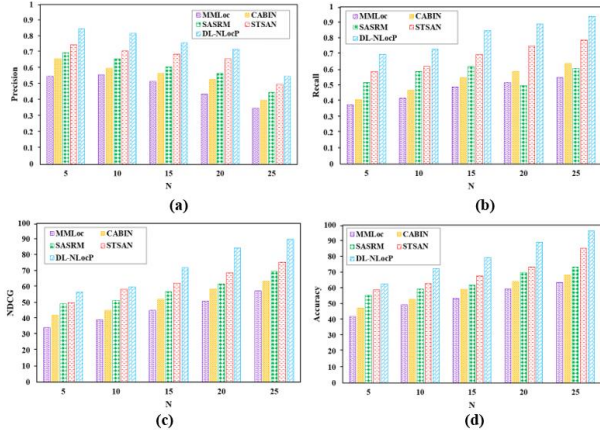 MMLoc CABIN
SASRM STSAN
DL-NLocP
Precision
1
0.9
0.8
0.7
0.6
0.5
0.4
0.3
0.2
0.1
0
5 10 15 20 25
N
(a)
MMLoc CABIN
SASRM STSAN
DL-NLocP
Recall
1
0.9
0.8
0.7
0.6
0.5
0.4
0.3
0.2
0.1
0
5 10 15 20 25
N
(b)
MMLoc CABIN
SASRM STSAN
DL-NLocP
NDCG
100
90
80
70
60
50
40
30
20
10
0
5 10 15 20 25
N
(c)
MMLoc CABIN
SASRM STSAN
DL-NLocP
Accuracy
100
90
80
70
60
50
40
30
20
10
0
5 10 15 20 25
N
(d)